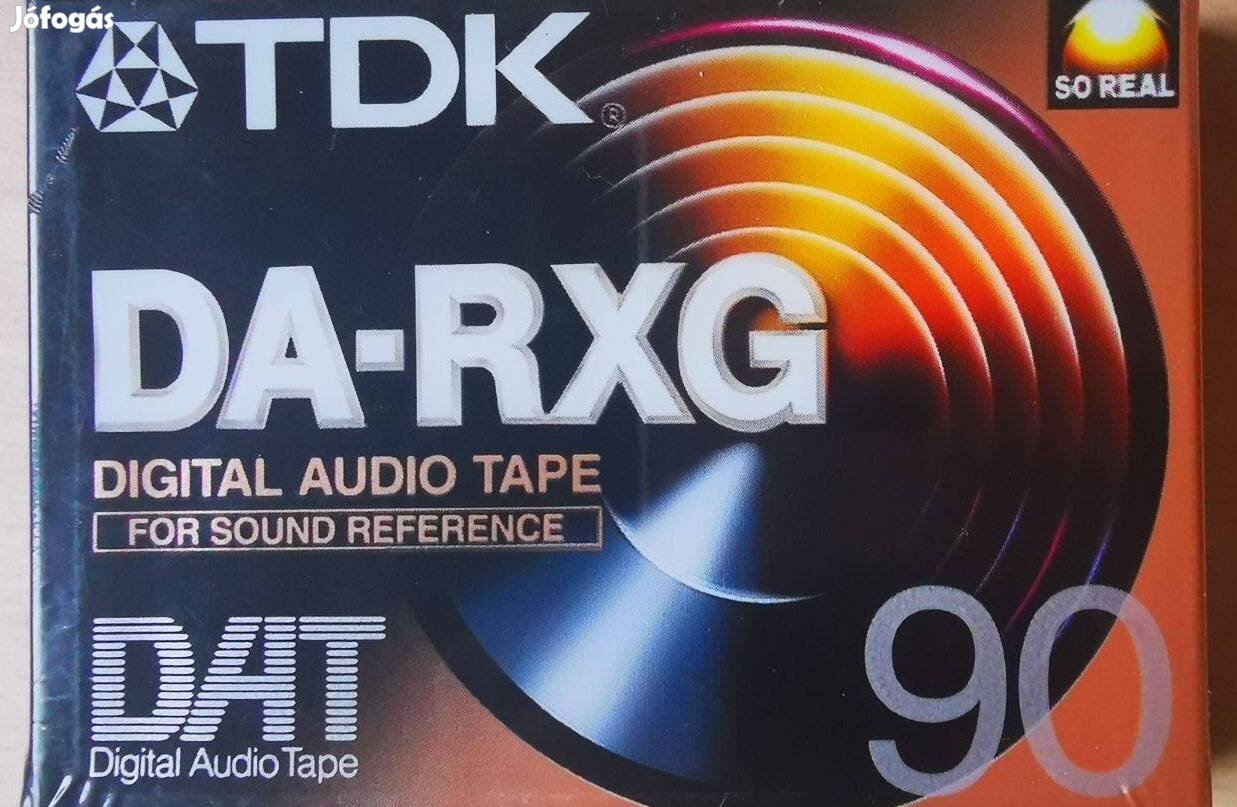 Jófogás
TDK®
SO REAL
DA-RXG
DIGITAL AUDIO TAPE
FOR SOUND REFERENCE
DAT
Digital Audio Tape
90